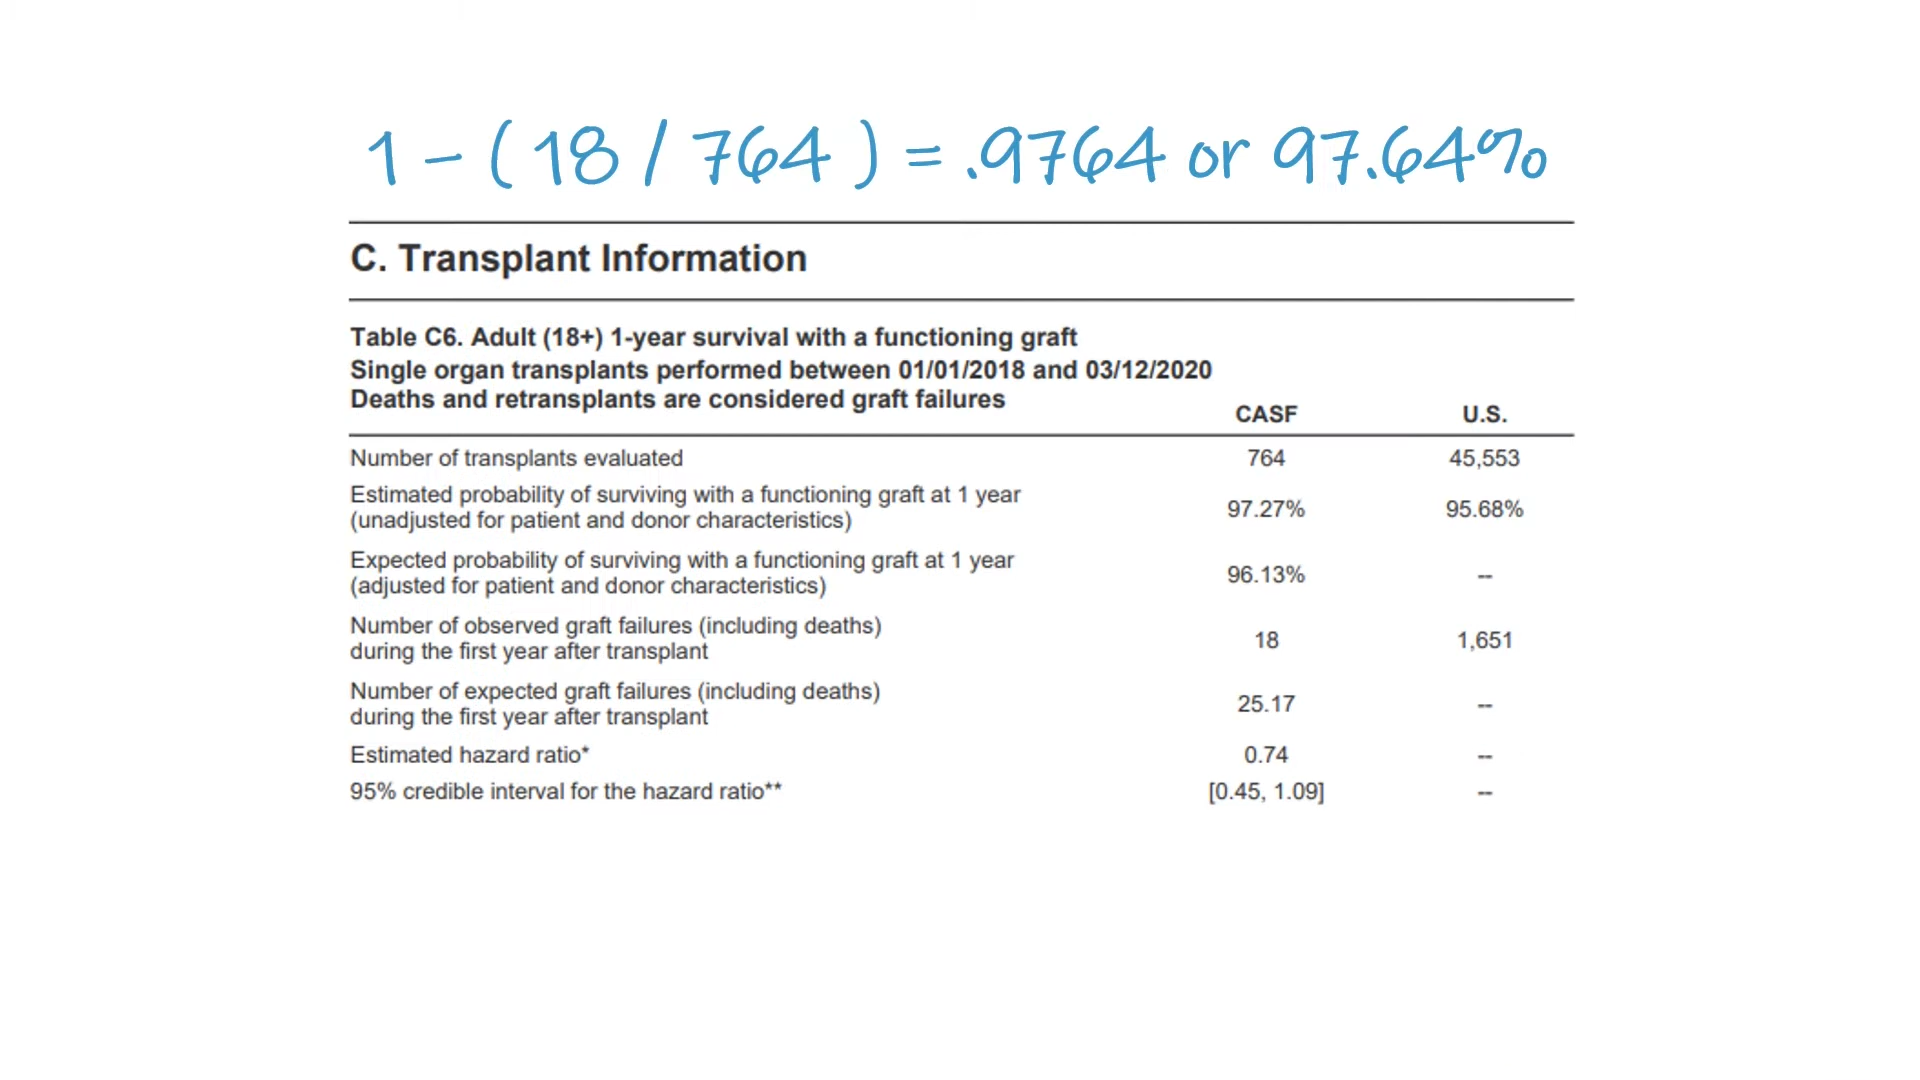 1 - ( 18 / 764 ) = .9764 or 97.64%
C. Transplant Information
Table C6. Adult (18+) 1-year survival with a functioning graft
Single organ transplants performed between 01/01/2018 and 03/12/2020
Deaths and retransplants are considered graft failures
CASF U.S.
Number of transplants evaluated 764 45,553
Estimated probability of surviving with a functioning graft at 1 year
(unadjusted for patient and donor characteristics) 97.27% 95.68%
Expected probability of surviving with a functioning graft at 1 year
(adjusted for patient and donor characteristics) 96.13% --
Number of observed graft failures (including deaths)
during the first year after transplant 18 1,651
Number of expected graft failures (including deaths)
during the first year after transplant 25.17 --
Estimated hazard ratio* 0.74 --
95% credible interval for the hazard ratio** [0.45, 1.09] --